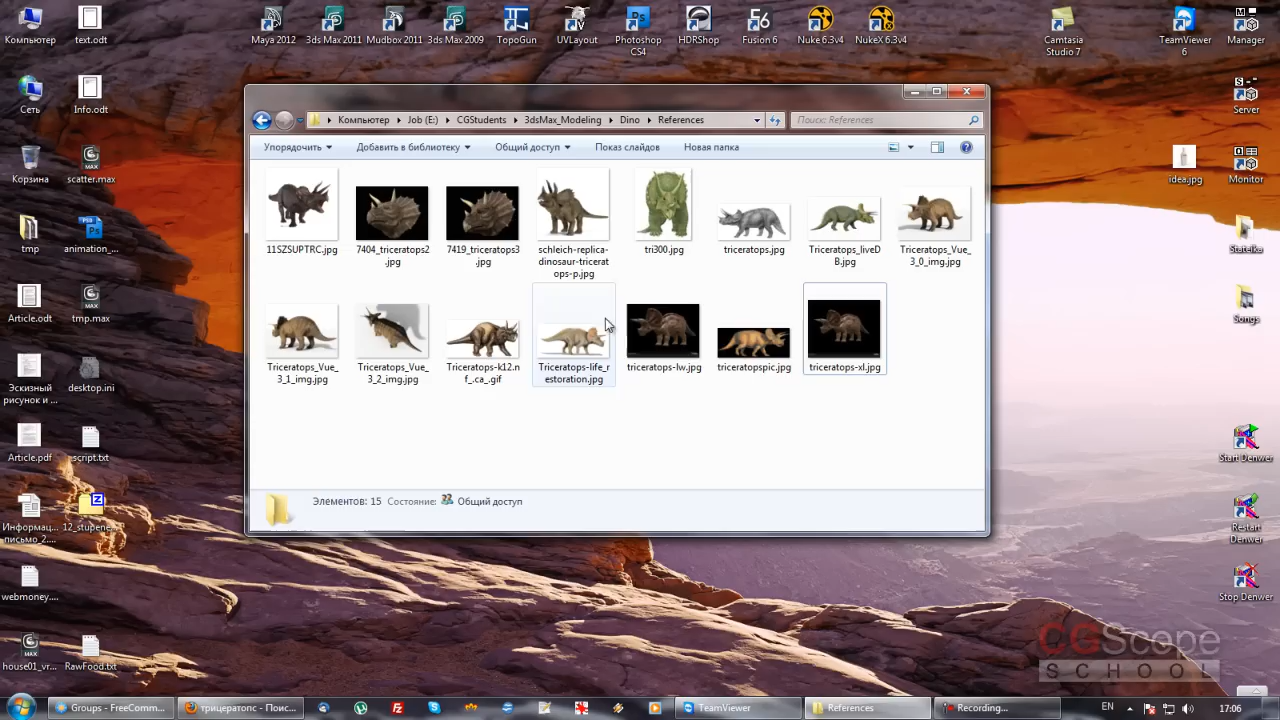 Компьютер
text.odt
Maya 2012
3ds Max 2011
Mudbox 2011
3ds Max 2009
TopoGun
UVLayout
Photoshop CS4
HDRShop
Fusion 6
Nuke 6.3v4
NukeX 6.3v4
Camtasia Studio 7
TeamViewer 6
Manager
Сеть
Info.odt
Server
Компьютер
Job (E:)
CGStudents
3dsMax_Modeling
Dino
References
Поиск: References
Упорядочить
Добавить в библиотеку
Общий доступ
Показ слайдов
Новая папка
Корзина
scatter.max
idea.jpg
Monitor
tmp
animation_...
Stateika
11SZSUPTRC.jpg
7404_triceratops2
.jpg
7419_triceratops3
.jpg
schleich-replica-
dinosaur-tricerat
ops-p.jpg
tri300.jpg
triceratops.jpg
Triceratops_liveD
B.jpg
Triceratops_Vue_
3_0_img.jpg
Article.odt
tmp.max
Songs
Triceratops_Vue_
3_1_img.jpg
Triceratops_Vue_
3_2_img.jpg
Triceratops-k12.n
f_.ca_.gif
Triceratops-life_r
estoration.jpg
triceratops-lw.jpg
triceratopspic.jpg
triceratops-xl.jpg
Эскизный
рисунок и ...
desktop.ini
Article.pdf
script.txt
Start Denwer
Элементов: 15 Состояние: Общий доступ
Информац...
письмо_2....
12_stupene...
Restart
Denwer
webmoney....
Stop Denwer
house01_vr...
RawFood.txt
CGScope
SCHOOL
Groups - FreeComm...
трицератопс - Поис...
TeamViewer
References
Recording...
EN
17:06